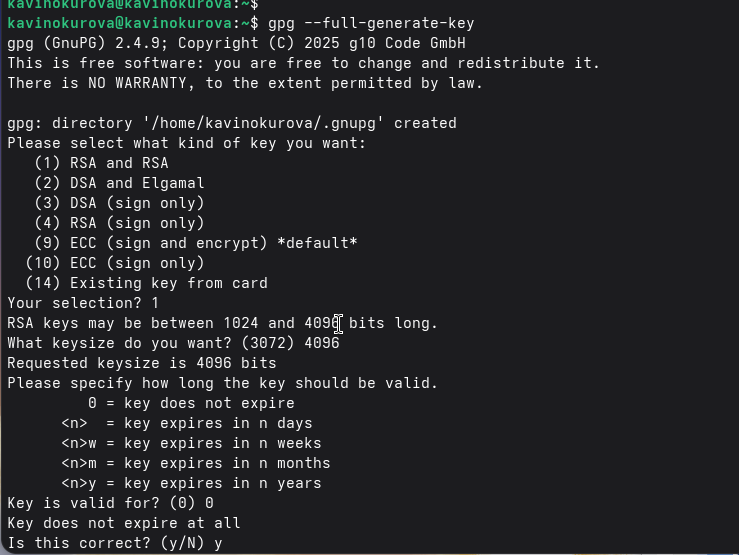 kavinokurova@kavinokurova:~$
kavinokurova@kavinokurova:~$ gpg --full-generate-key
gpg (GnuPG) 2.4.9; Copyright (C) 2025 g10 Code GmbH
This is free software: you are free to change and redistribute it.
There is NO WARRANTY, to the extent permitted by law.

gpg: directory '/home/kavinokurova/.gnupg' created
Please select what kind of key you want:
   (1) RSA and RSA
   (2) DSA and Elgamal
   (3) DSA (sign only)
   (4) RSA (sign only)
   (9) ECC (sign and encrypt) *default*
  (10) ECC (sign only)
  (14) Existing key from card
Your selection? 1
RSA keys may be between 1024 and 4096 bits long.
What keysize do you want? (3072) 4096
Requested keysize is 4096 bits
Please specify how long the key should be valid.
         0 = key does not expire
      <n>  = key expires in n days
      <n>w = key expires in n weeks
      <n>m = key expires in n months
      <n>y = key expires in n years
Key is valid for? (0) 0
Key does not expire at all
Is this correct? (y/N) y